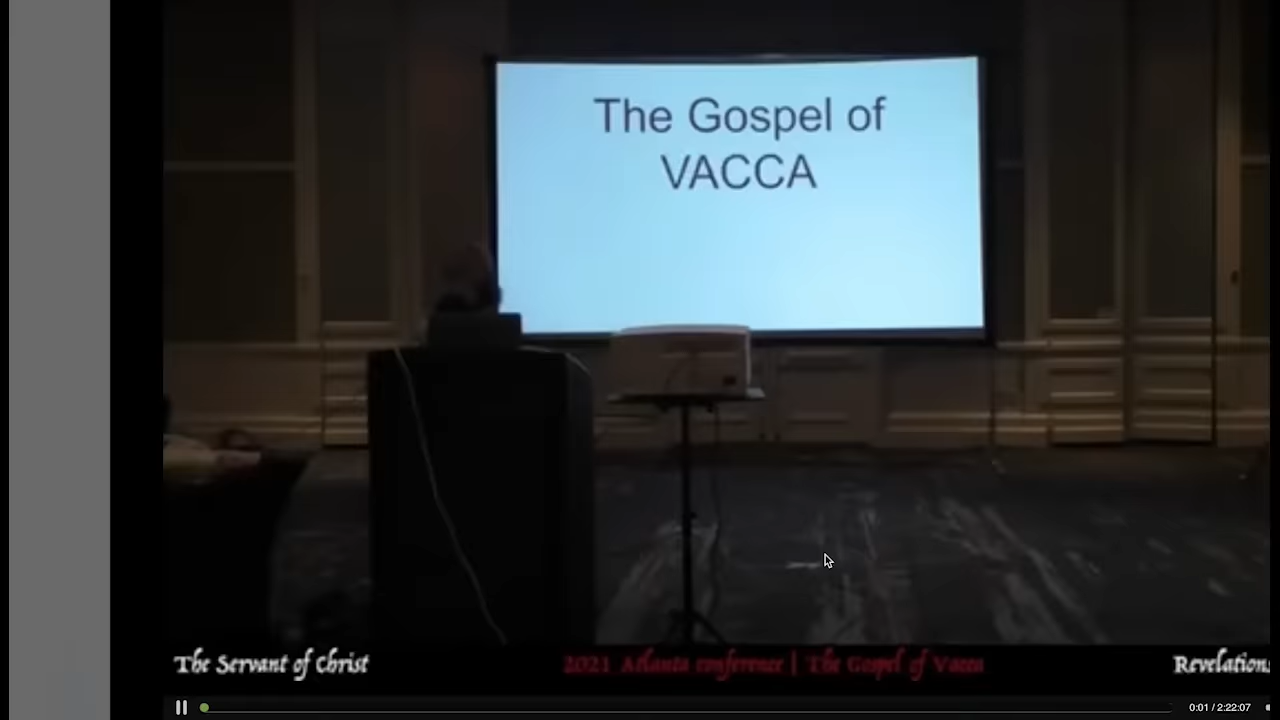 The Gospel of
VACCA
The Servant of Christ
2021 Atlanta conference | The Gospel of Vacca
Revelation
0:01 / 2:22:07